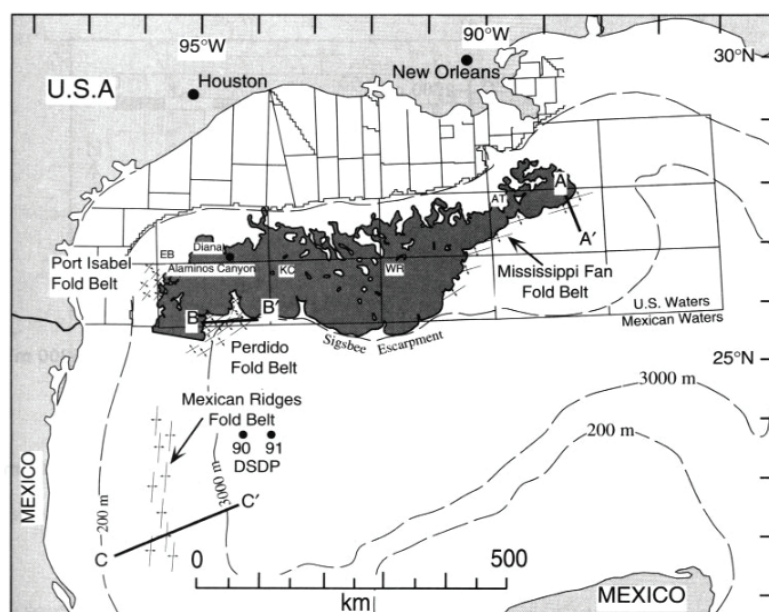 95°W
90°W
30°N
U.S.A
Houston
New Orleans
A
AT
A′
EB
Diana
Port Isabel
Fold Belt
Alaminos Canyon
KC
WR
Mississippi Fan
Fold Belt
B
B′
U.S. Waters
Mexican Waters
Sigsbee Escarpment
Perdido
Fold Belt
25°N
Mexican Ridges
Fold Belt
3000 m
200 m
90 91
DSDP
3000 m
C′
MEXICO
200 m
C
0 500
km
MEXICO